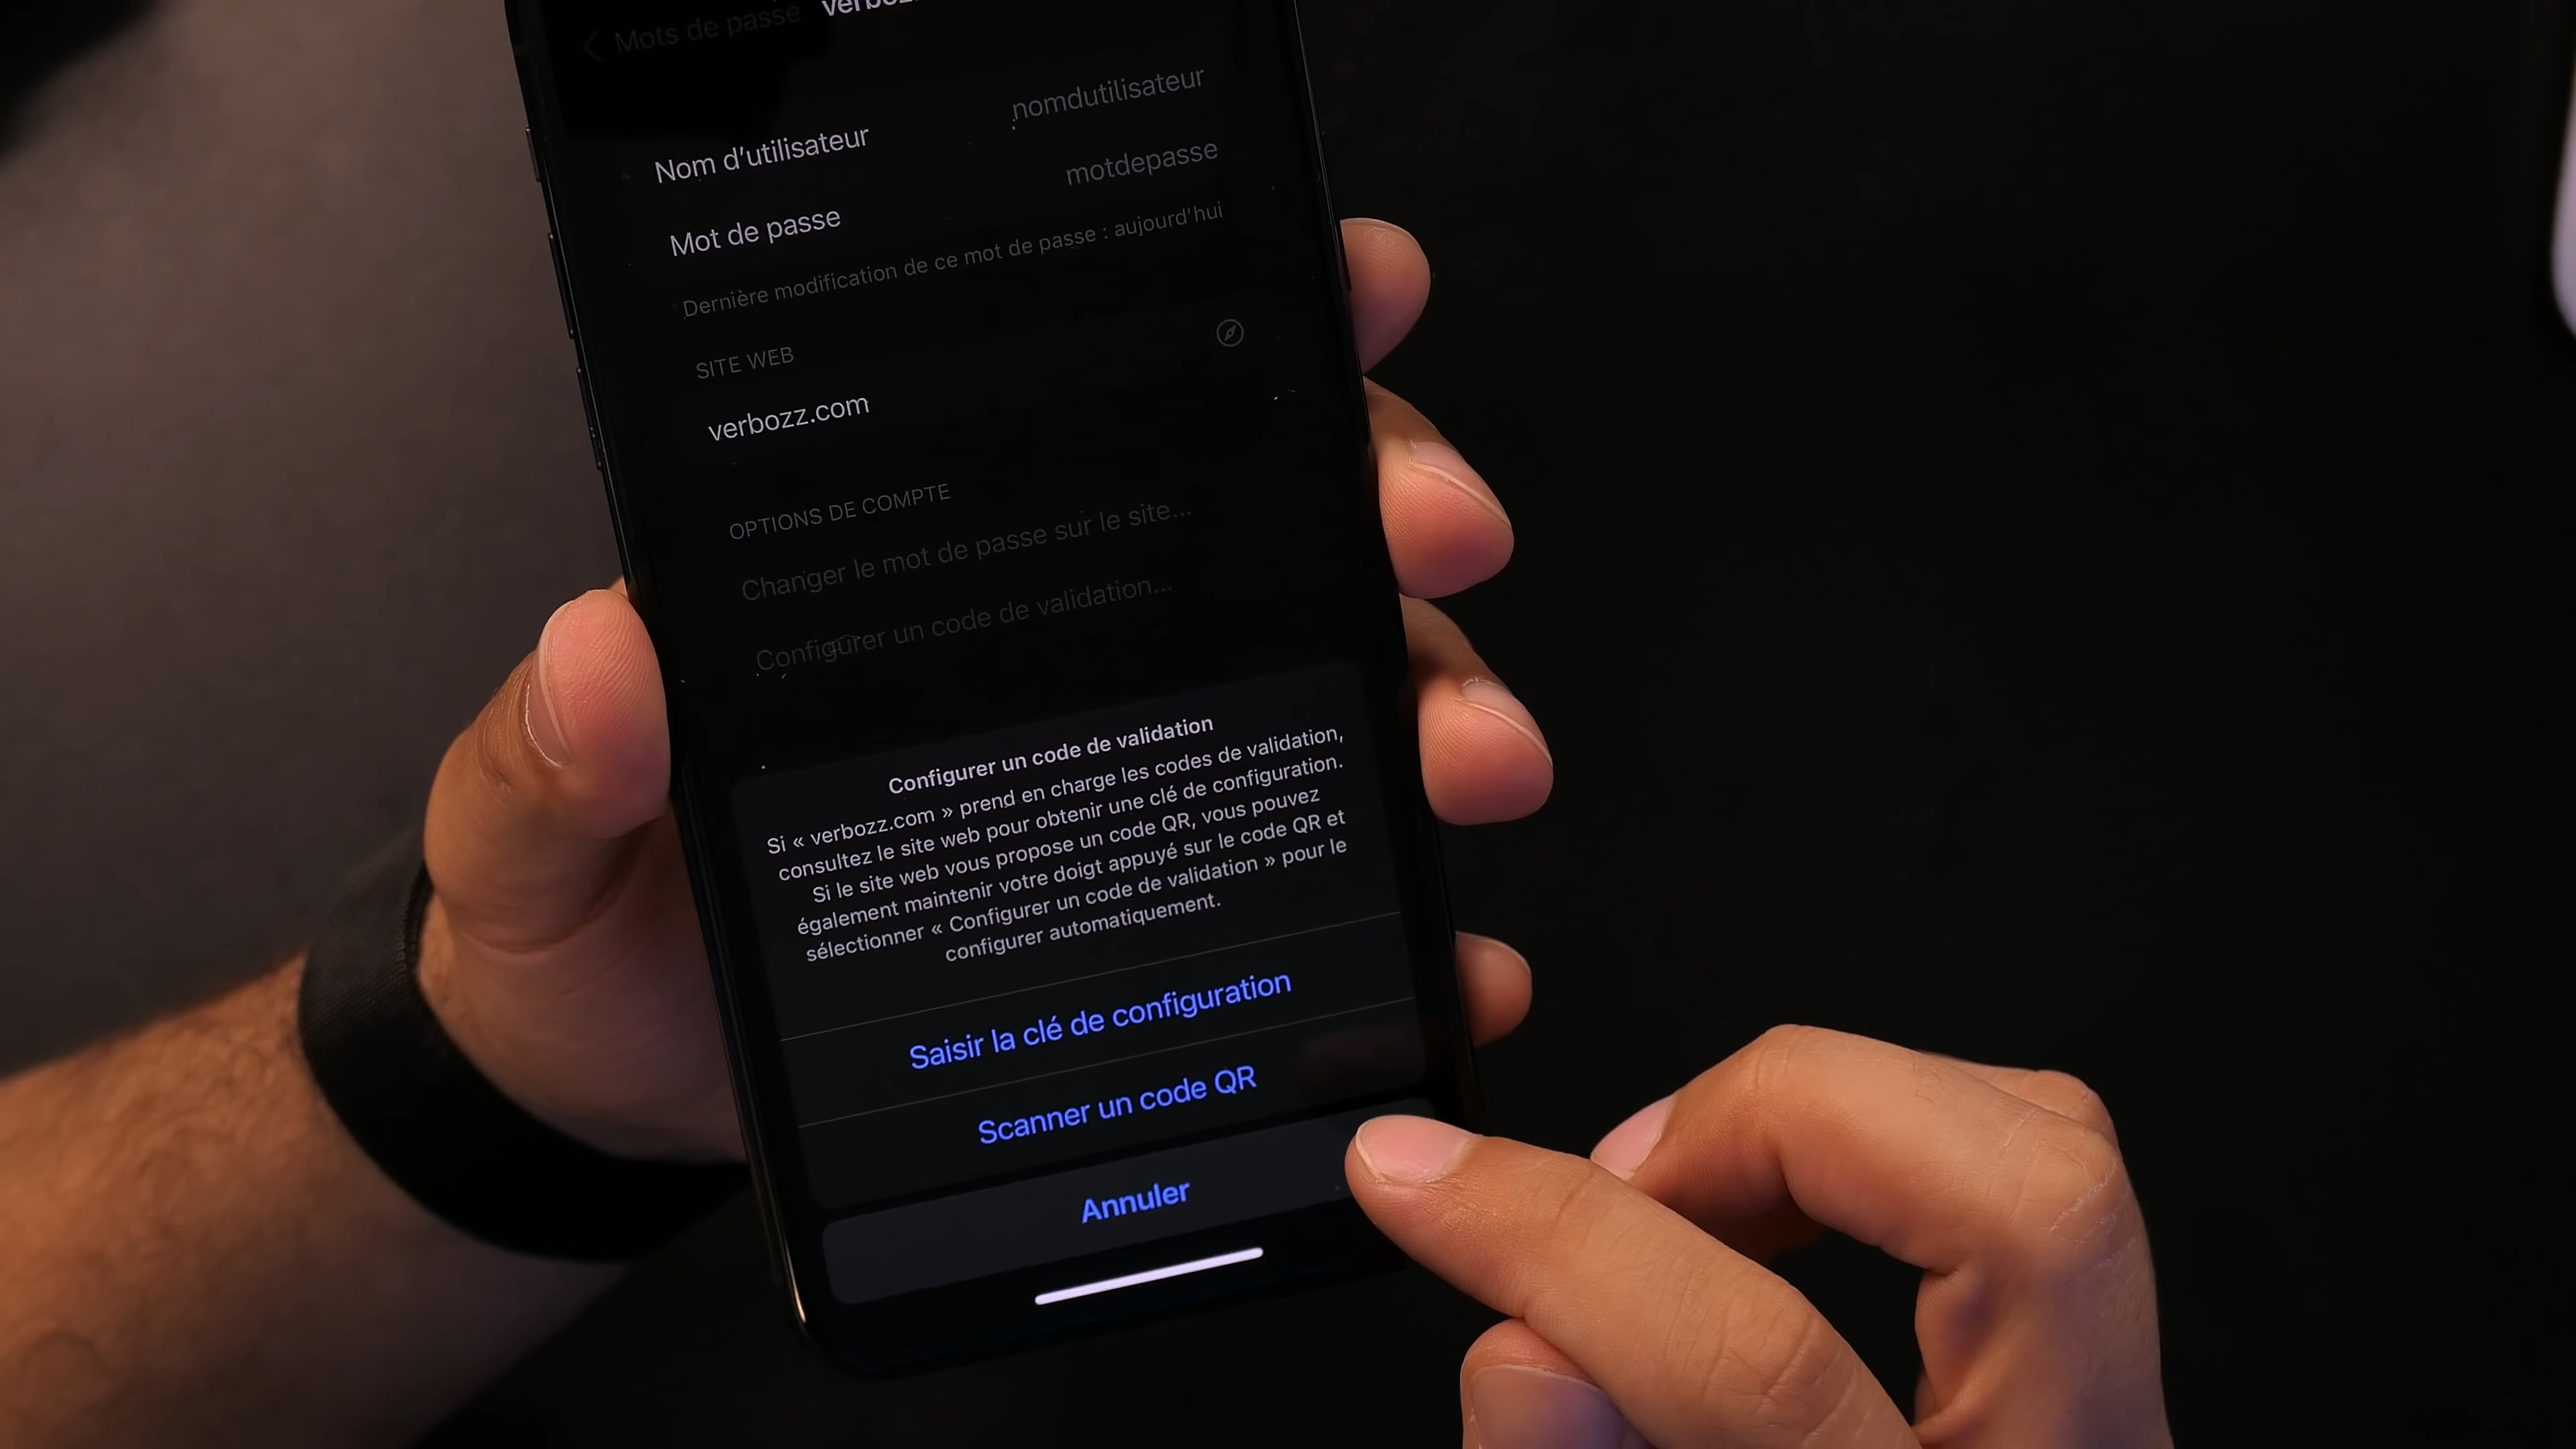 Mots de passe
Nom d’utilisateur
nomdutilisateur
Mot de passe
motdepasse
Dernière modification de ce mot de passe : aujourd’hui
SITE WEB
verbozz.com
OPTIONS DE COMPTE
Changer le mot de passe sur le site...
Configurer un code de validation...
Configurer un code de validation
Si « verbozz.com » prend en charge les codes de validation,
consultez le site web pour obtenir une clé de configuration.
Si le site web vous propose un code QR, vous pouvez
également maintenir votre doigt appuyé sur le code QR et
sélectionner « Configurer un code de validation » pour le
configurer automatiquement.
Saisir la clé de configuration
Scanner un code QR
Annuler